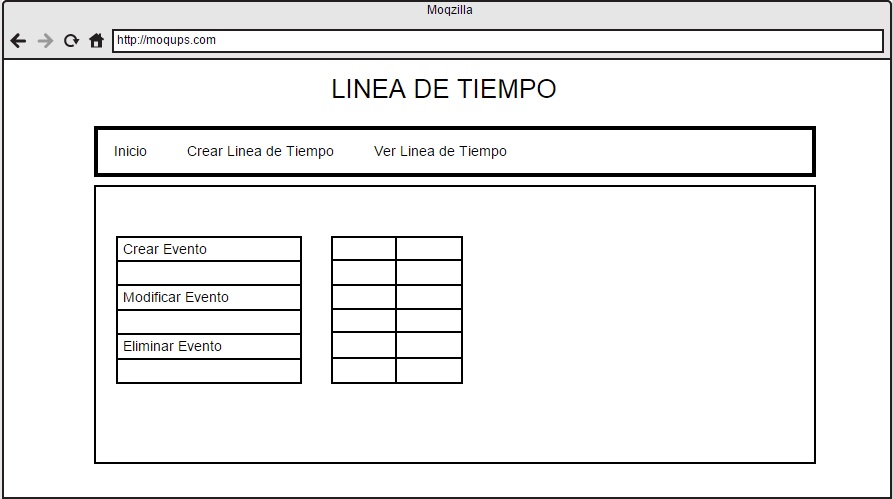 Moqzilla
http://moqups.com
LINEA DE TIEMPO
Inicio Crear Linea de Tiempo Ver Linea de Tiempo
Crear Evento
Modificar Evento
Eliminar Evento